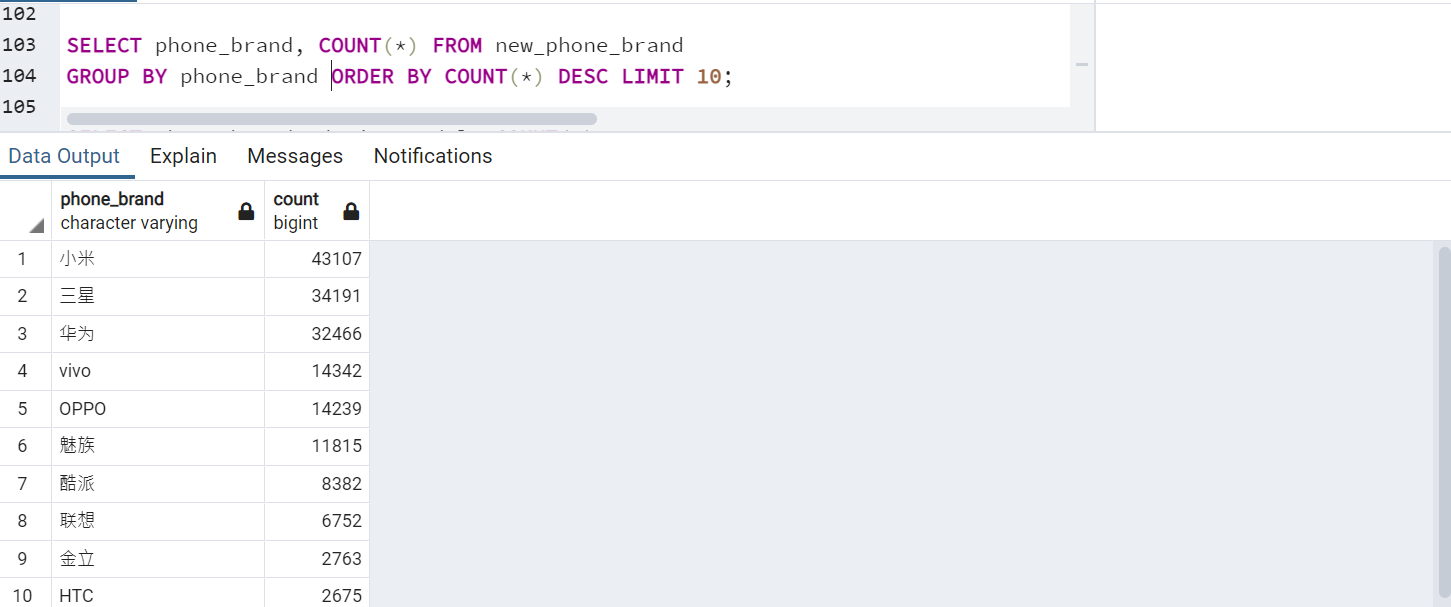 102
103 SELECT phone_brand, COUNT(*) FROM new_phone_brand
104 GROUP BY phone_brand ORDER BY COUNT(*) DESC LIMIT 10;
105
Data Output Explain Messages Notifications
phone_brand count
character varying bigint
1 小米 43107
2 三星 34191
3 华为 32466
4 vivo 14342
5 OPPO 14239
6 魅族 11815
7 酷派 8382
8 联想 6752
9 金立 2763
10 HTC 2675